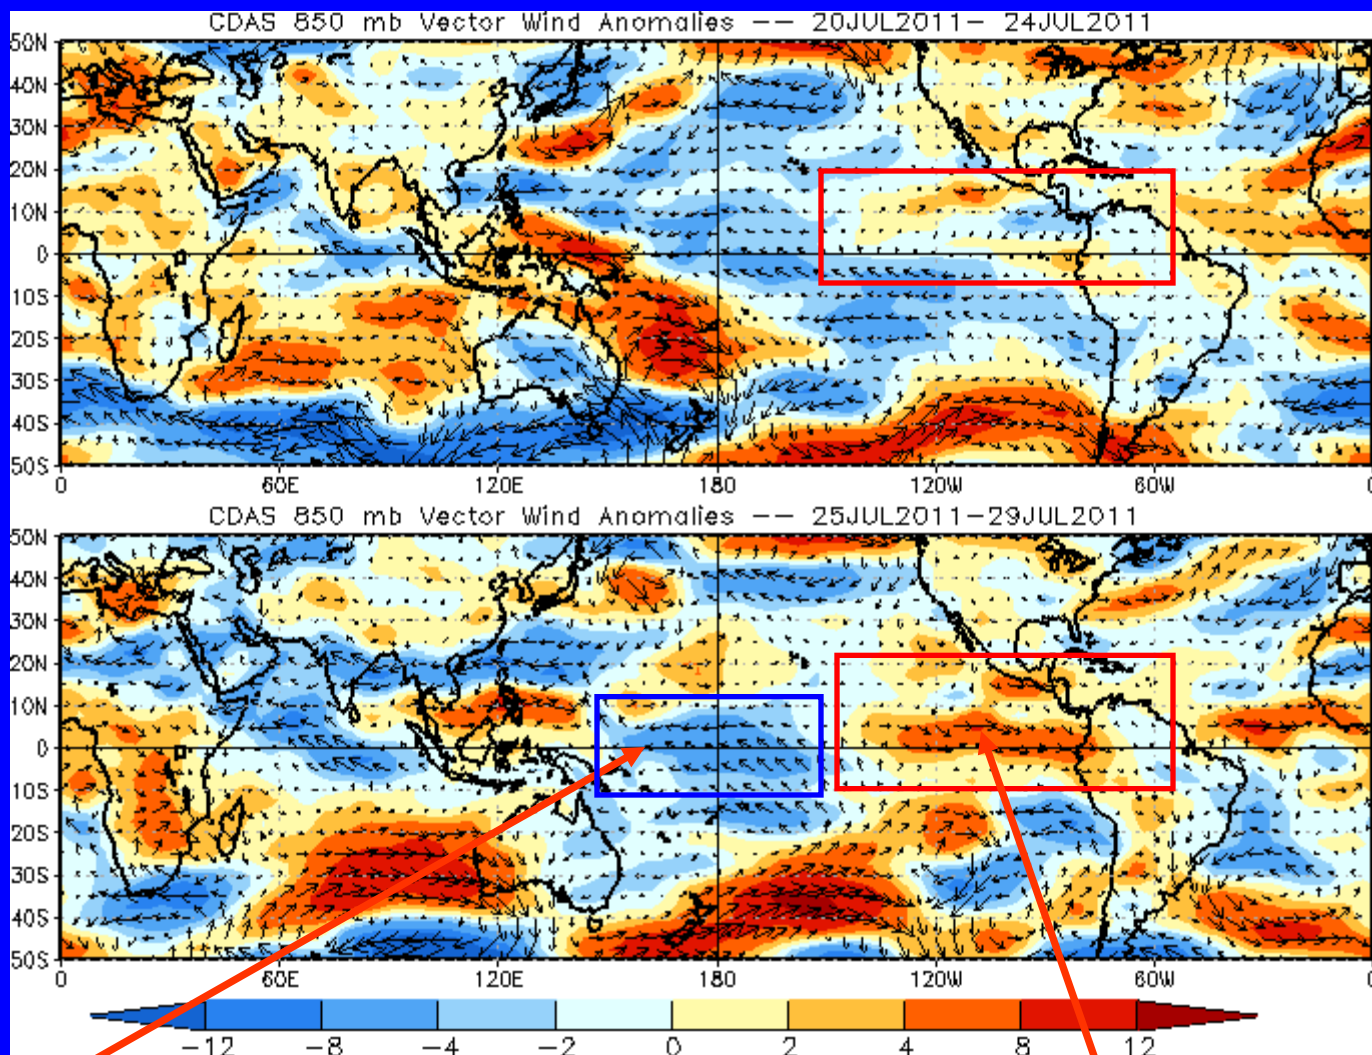 CDAS 850 mb Vector Wind Anomalies -- 20JUL2011- 24JUL2011
50N
40N
30N
20N
10N
0
10S
20S
30S
40S
50S
0 60E 120E 180 120W 60W 0
CDAS 850 mb Vector Wind Anomalies -- 25JUL2011-29JUL2011
50N
40N
30N
20N
10N
0
10S
20S
30S
40S
50S
0 60E 120E 180 120W 60W 0
-12 -8 -4 -2 0 2 4 8 12